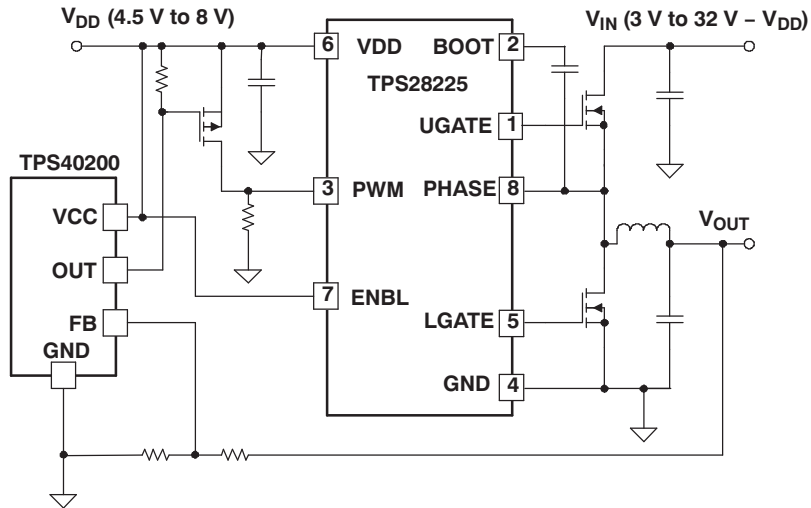 VDD (4.5 V to 8 V)
VIN (3 V to 32 V – VDD)
6 VDD BOOT 2
TPS28225
UGATE 1
TPS40200
3 PWM PHASE 8
VCC
VOUT
OUT
7 ENBL
FB
LGATE 5
GND
GND 4